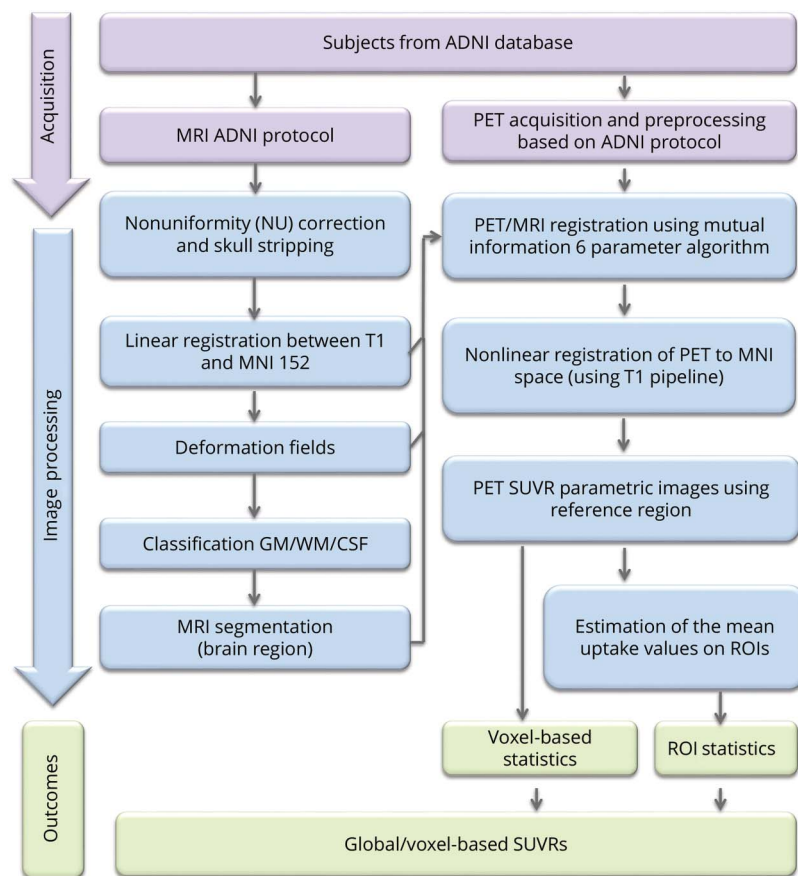 Acquisition
Subjects from ADNI database
MRI ADNI protocol
PET acquisition and preprocessing
based on ADNI protocol
Image processing
Nonuniformity (NU) correction
and skull stripping
PET/MRI registration using mutual
information 6 parameter algorithm
Linear registration between T1
and MNI 152
Nonlinear registration of PET to MNI
space (using T1 pipeline)
Deformation fields
PET SUVR parametric images using
reference region
Classification GM/WM/CSF
MRI segmentation
(brain region)
Estimation of the mean
uptake values on ROIs
Outcomes
Voxel-based
statistics
ROI statistics
Global/voxel-based SUVRs